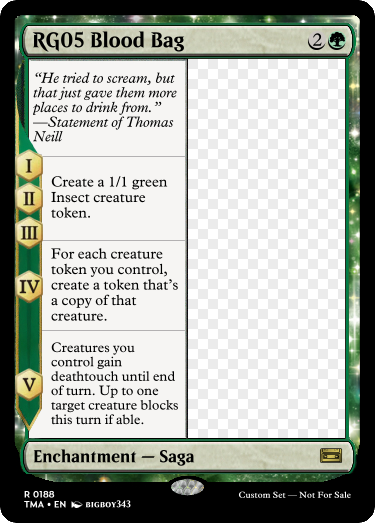 RG05 Blood Bag 2
“He tried to scream, but
that just gave them more
places to drink from.”
—Statement of Thomas
Neill
I
II
III
Create a 1/1 green
Insect creature
token.
IV
For each creature
token you control,
create a token that’s
a copy of that
creature.
V
Creatures you
control gain
deathtouch until end
of turn. Up to one
target creature blocks
this turn if able.
Enchantment — Saga
R 0188
TMA • EN BIGBOY343
Custom Set — Not For Sale